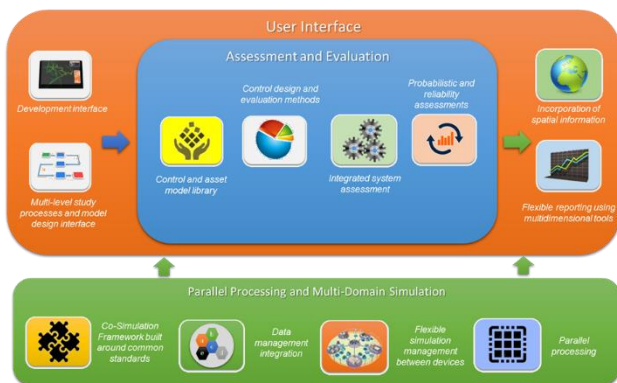 User Interface
Assessment and Evaluation
Development interface
Multi-level study
processes and model
design interface
Control and asset
model library
Control design and
evaluation methods
Integrated system
assessment
Probabilistic and
reliability
assessments
Incorporation of
spatial information
Flexible reporting using
multidimensional tools
Parallel Processing and Multi-Domain Simulation
Co-Simulation
Framework built
around common
standards
Data
management
integration
Flexible
simulation
management
between devices
Parallel
processing